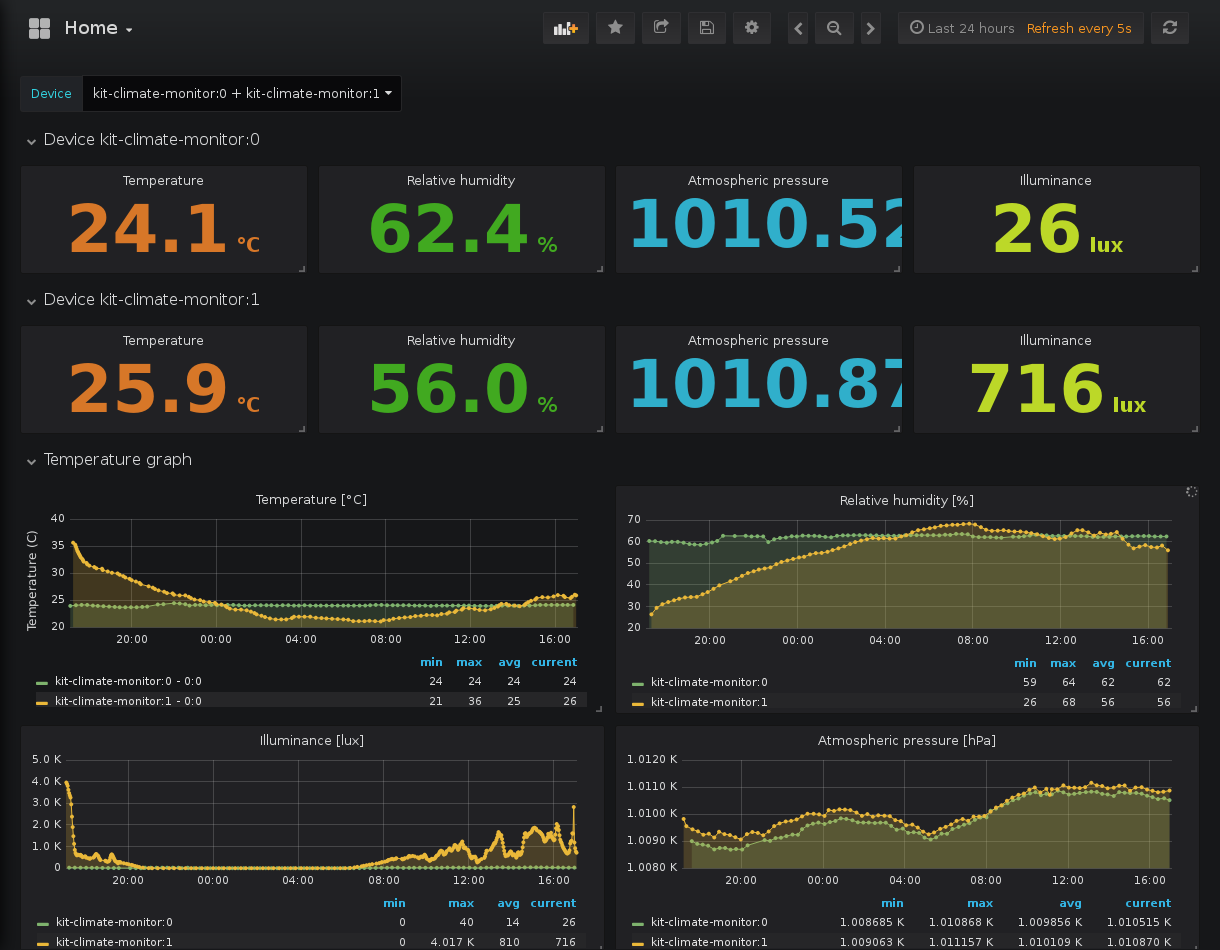 Home
Last 24 hours Refresh every 5s
Device kit-climate-monitor:0 + kit-climate-monitor:1
Device kit-climate-monitor:0
Temperature Relative humidity Atmospheric pressure Illuminance
24.1 °C 62.4 % 1010.52 26 lux
Device kit-climate-monitor:1
Temperature Relative humidity Atmospheric pressure Illuminance
25.9 °C 56.0 % 1010.87 716 lux
Temperature graph
Temperature [°C]
Temperature (C)
40
35
30
25
20
20:00 00:00 04:00 08:00 12:00 16:00
min max avg current
kit-climate-monitor:0 - 0:0 24 24 24 24
kit-climate-monitor:1 - 0:0 21 36 25 26
Relative humidity [%]
70
60
50
40
30
20
20:00 00:00 04:00 08:00 12:00 16:00
min max avg current
kit-climate-monitor:0 59 64 62 62
kit-climate-monitor:1 26 68 56 56
Illuminance [lux]
5.0 K
4.0 K
3.0 K
2.0 K
1.0 K
0
20:00 00:00 04:00 08:00 12:00 16:00
min max avg current
kit-climate-monitor:0 0 40 14 26
kit-climate-monitor:1 0 4.017 K 810 716
Atmospheric pressure [hPa]
1.0120 K
1.0110 K
1.0100 K
1.0090 K
1.0080 K
20:00 00:00 04:00 08:00 12:00 16:00
min max avg current
kit-climate-monitor:0 1.008685 K 1.010868 K 1.009856 K 1.010515 K
kit-climate-monitor:1 1.009063 K 1.011157 K 1.010109 K 1.010870 K